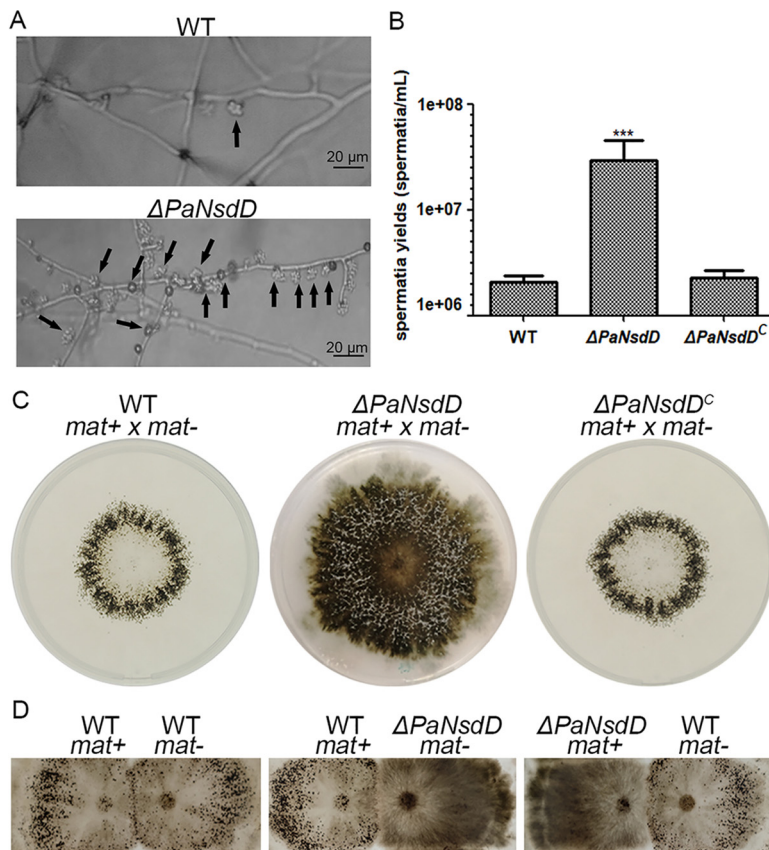 A
WT
20 µm
ΔPaNsdD
20 µm
B
spermatia yields (spermatia/mL)
1e+08
1e+07
1e+06
***
WT
ΔPaNsdD
ΔPaNsdDᶜ
C
WT
mat+ x mat-
ΔPaNsdD
mat+ x mat-
ΔPaNsdDᶜ
mat+ x mat-
D
WT WT
mat+ mat-
WT ΔPaNsdD
mat+ mat-
ΔPaNsdD WT
mat+ mat-